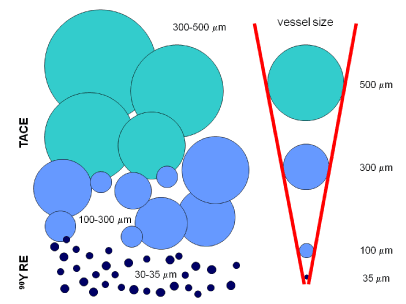 300-500 µm
vessel size
500 µm
TACE
300 µm
100-300 µm
100 µm
⁹⁰Y RE
30-35 µm
35 µm